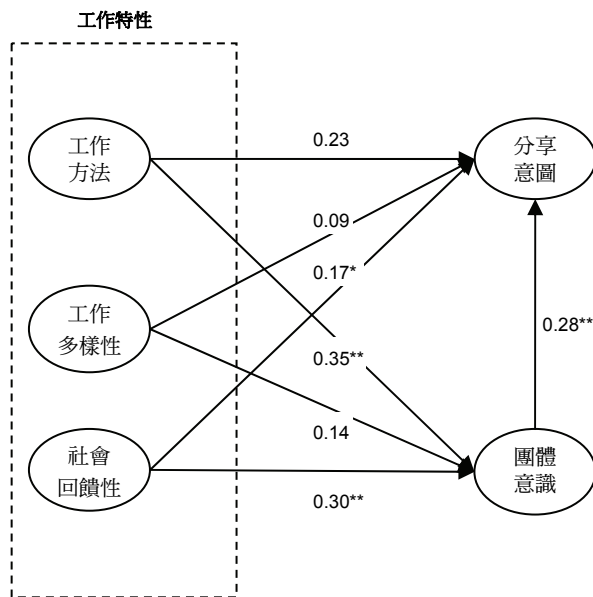 工作特性
工作
方法
0.23
分享
意圖
0.09
0.17*
工作
多樣性
0.28**
0.35**
0.14
社會
回饋性
團體
意識
0.30**